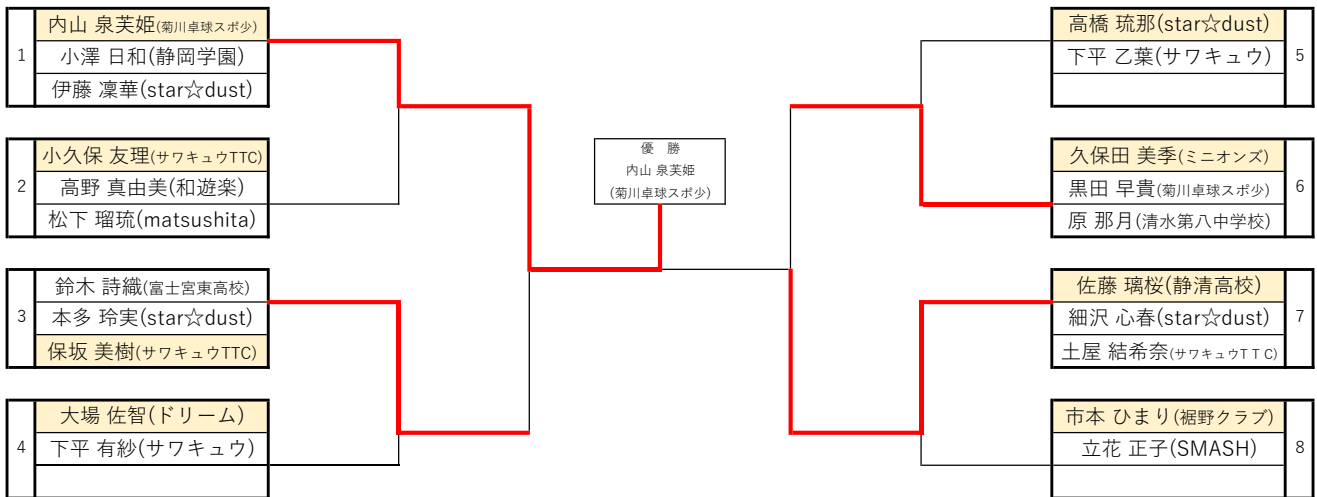 1
内山 泉芙姫(菊川卓球スポ少)
小澤 日和(静岡学園)
伊藤 凜華(star☆dust)
2
小久保 友理(サワキュウTTC)
高野 真由美(和遊楽)
松下 瑠琉(matsushita)
3
鈴木 詩織(富士宮東高校)
本多 玲実(star☆dust)
保坂 美樹(サワキュウTTC)
4
大場 佐智(ドリーム)
下平 有紗(サワキュウ)
優 勝
内山 泉芙姫
(菊川卓球スポ少)
高橋 琉那(star☆dust)
下平 乙葉(サワキュウ)
5
久保田 美季(ミニオンズ)
黒田 早貴(菊川卓球スポ少)
原 那月(清水第八中学校)
6
佐藤 璃桜(静清高校)
細沢 心春(star☆dust)
土屋 結希奈(サワキュウTTC)
7
市本 ひまり(裾野クラブ)
立花 正子(SMASH)
8